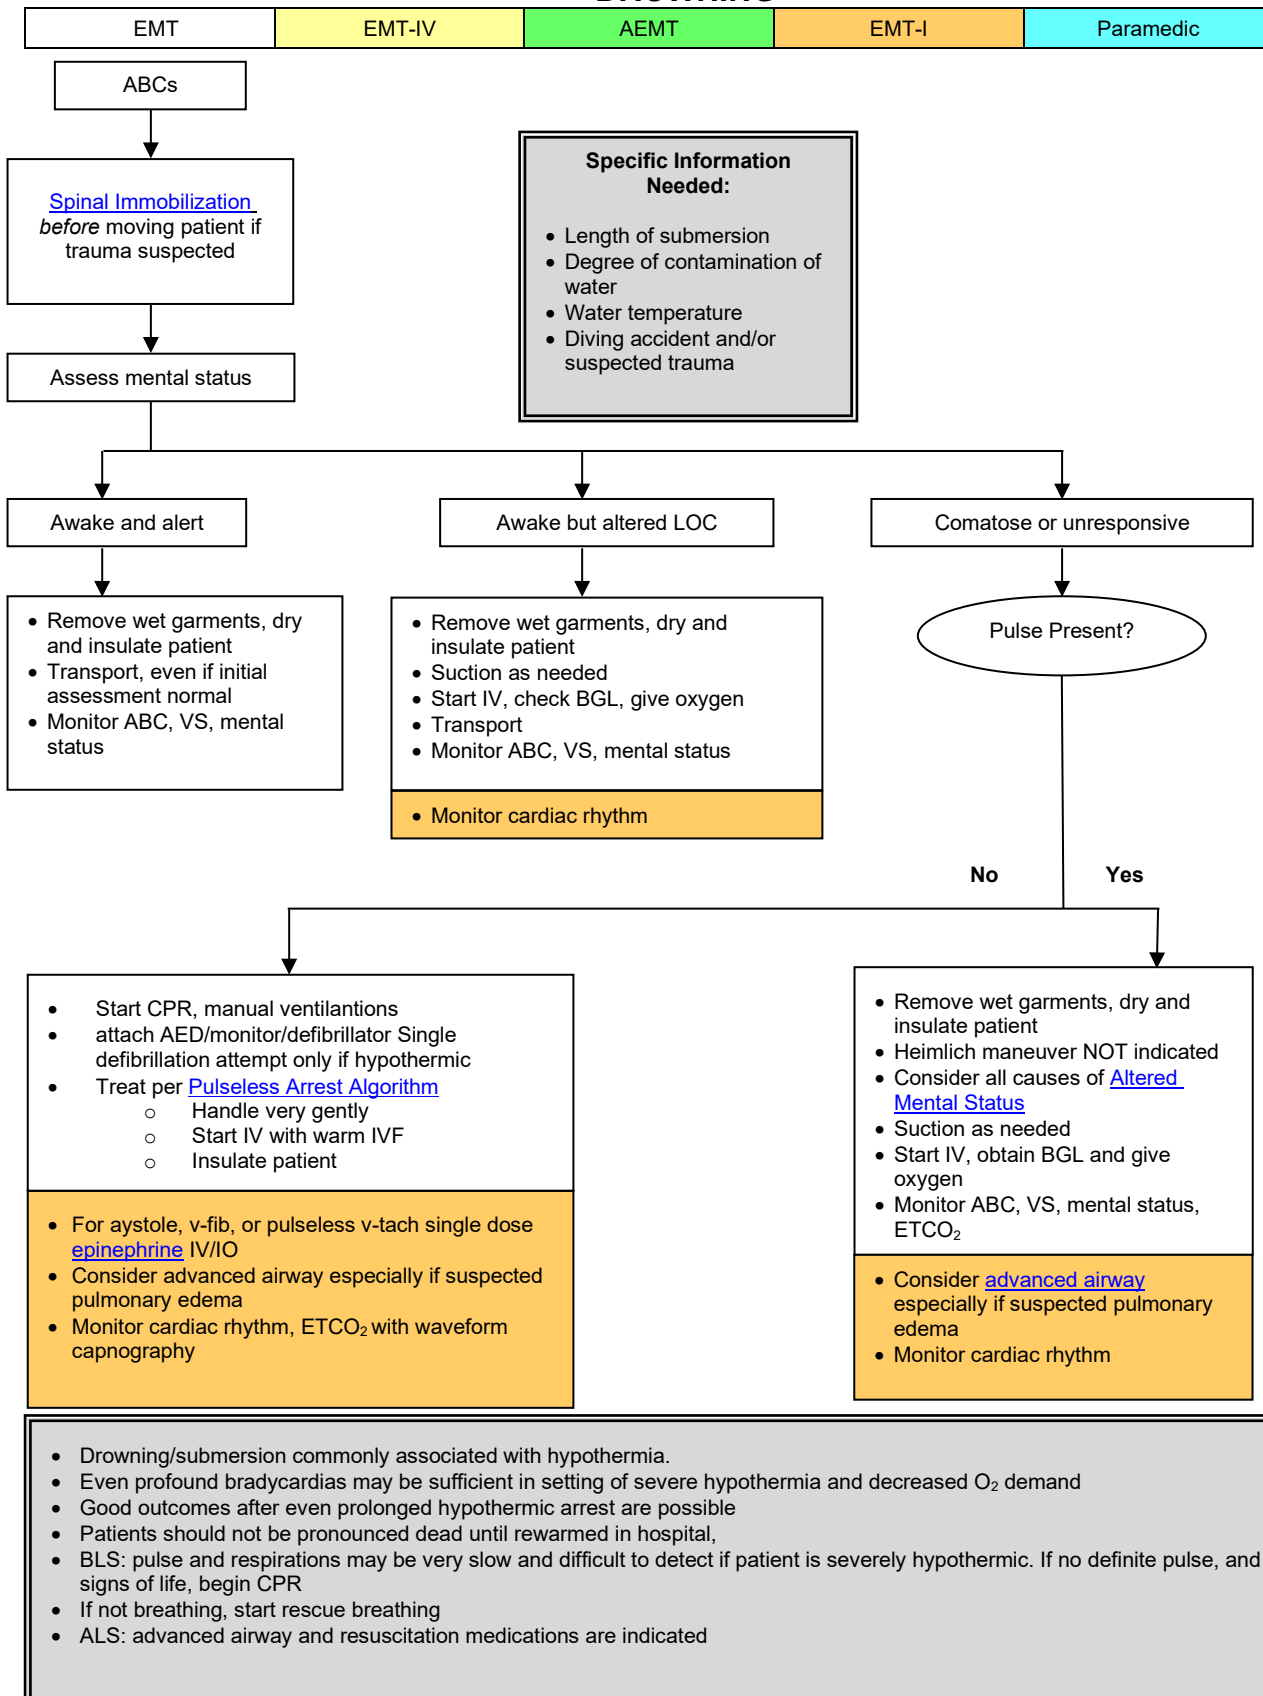 DROWNING
EMT
EMT-IV
AEMT
EMT-I
Paramedic
ABCs
Spinal Immobilization
before moving patient if
trauma suspected
Assess mental status
Specific Information
Needed:
• Length of submersion
• Degree of contamination of
water
• Water temperature
• Diving accident and/or
suspected trauma
Awake and alert
Awake but altered LOC
Comatose or unresponsive
• Remove wet garments, dry
and insulate patient
• Transport, even if initial
assessment normal
• Monitor ABC, VS, mental
status
• Remove wet garments, dry and
insulate patient
• Suction as needed
• Start IV, check BGL, give oxygen
• Transport
• Monitor ABC, VS, mental status
• Monitor cardiac rhythm
Pulse Present?
No
Yes
• Start CPR, manual ventilantions
• attach AED/monitor/defibrillator Single
defibrillation attempt only if hypothermic
• Treat per Pulseless Arrest Algorithm
o Handle very gently
o Start IV with warm IVF
o Insulate patient
• For aystole, v-fib, or pulseless v-tach single dose
epinephrine IV/IO
• Consider advanced airway especially if suspected
pulmonary edema
• Monitor cardiac rhythm, ETCO2 with waveform
capnography
• Remove wet garments, dry and
insulate patient
• Heimlich maneuver NOT indicated
• Consider all causes of Altered
Mental Status
• Suction as needed
• Start IV, obtain BGL and give
oxygen
• Monitor ABC, VS, mental status,
ETCO2
• Consider advanced airway
especially if suspected pulmonary
edema
• Monitor cardiac rhythm
• Drowning/submersion commonly associated with hypothermia.
• Even profound bradycardias may be sufficient in setting of severe hypothermia and decreased O2 demand
• Good outcomes after even prolonged hypothermic arrest are possible
• Patients should not be pronounced dead until rewarmed in hospital,
• BLS: pulse and respirations may be very slow and difficult to detect if patient is severely hypothermic. If no definite pulse, and
signs of life, begin CPR
• If not breathing, start rescue breathing
• ALS: advanced airway and resuscitation medications are indicated